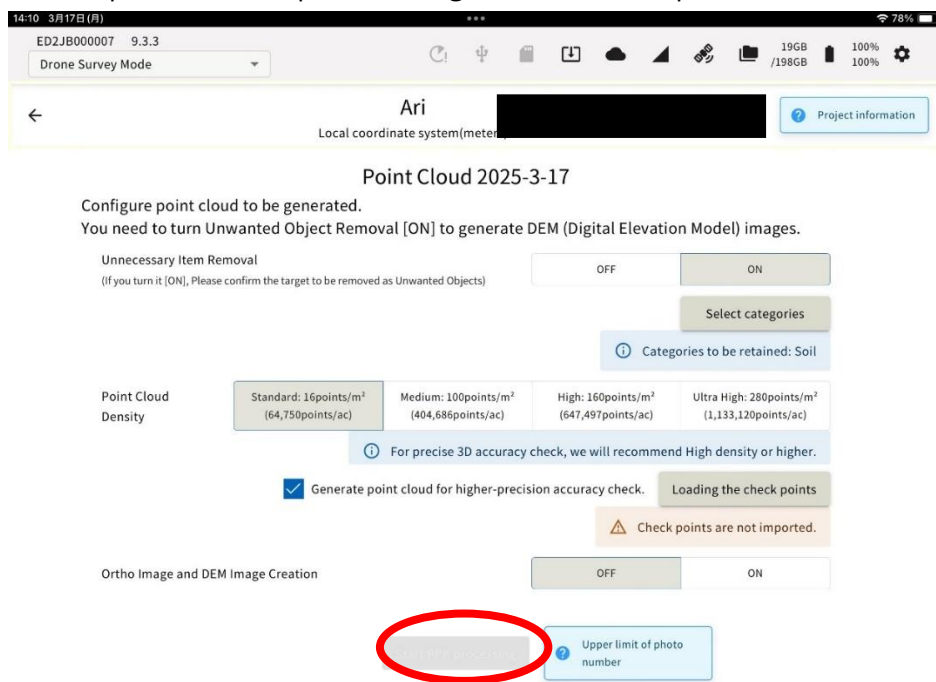 14:10 3月17日(月)
78%
ED2JB000007 9.3.3
Drone Survey Mode
19GB
/198GB
100%
100%
Ari
Local coordinate system(meter
Project information
Point Cloud 2025-3-17
Configure point cloud to be generated.
You need to turn Unwanted Object Removal [ON] to generate DEM (Digital Elevation Model) images.
Unnecessary Item Removal
(If you turn it [ON], Please confirm the target to be removed as Unwanted Objects)
OFF
ON
Select categories
Categories to be retained: Soil
Point Cloud
Density
Standard: 16points/m²
(64,750points/ac)
Medium: 100points/m²
(404,686points/ac)
High: 160points/m²
(647,497points/ac)
Ultra High: 280points/m²
(1,133,120points/ac)
For precise 3D accuracy check, we will recommend High density or higher.
Generate point cloud for higher-precision accuracy check.
Loading the check points
Check points are not imported.
Ortho Image and DEM Image Creation
OFF
ON
Upper limit of photo
number